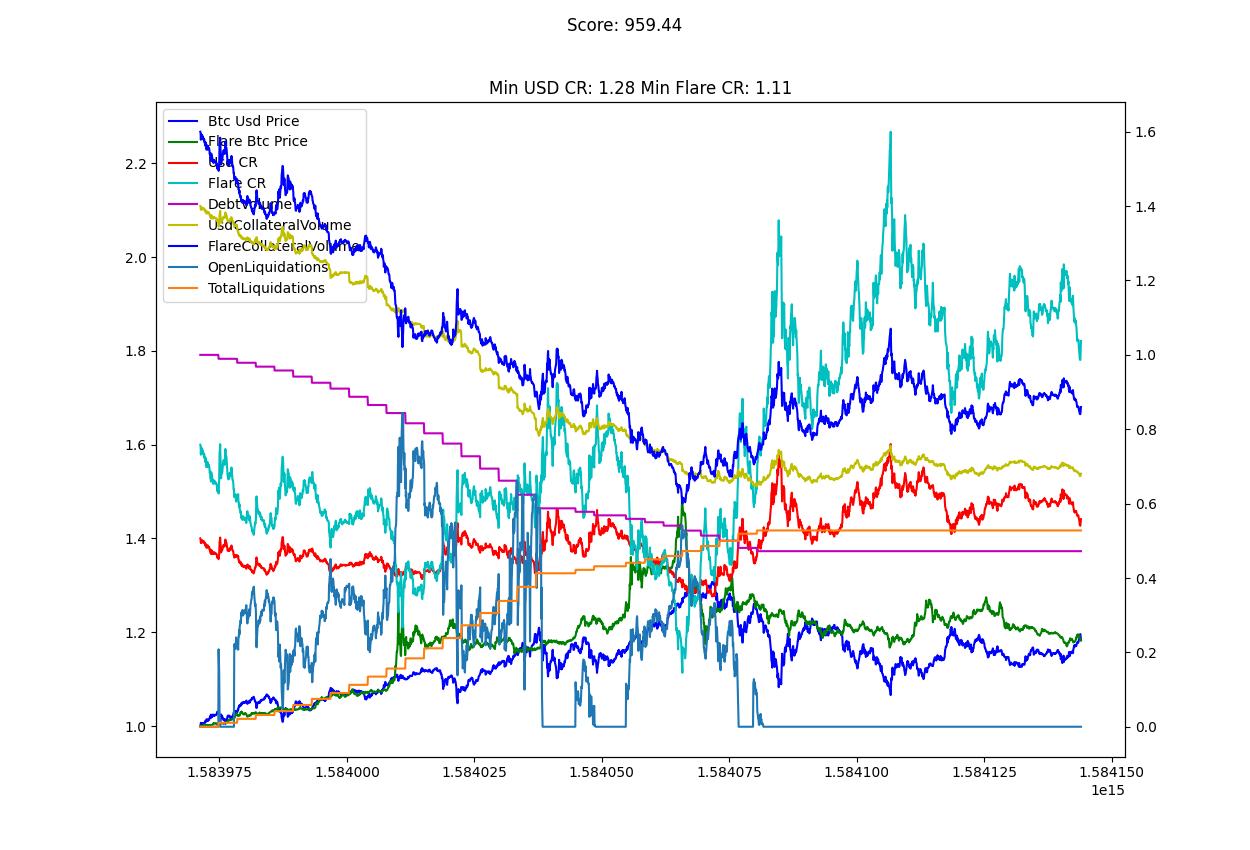 Score: 959.44
Min USD CR: 1.28 Min Flare CR: 1.11
Btc Usd Price
Flare Btc Price
Usd CR
Flare CR
DebtVolume
UsdCollateralVolume
FlareCollateralVolume
OpenLiquidations
TotalLiquidations
2.2
2.0
1.8
1.6
1.4
1.2
1.0
1.6
1.4
1.2
1.0
0.8
0.6
0.4
0.2
0.0
1.583975
1.584000
1.584025
1.584050
1.584075
1.584100
1.584125
1.584150
1e15